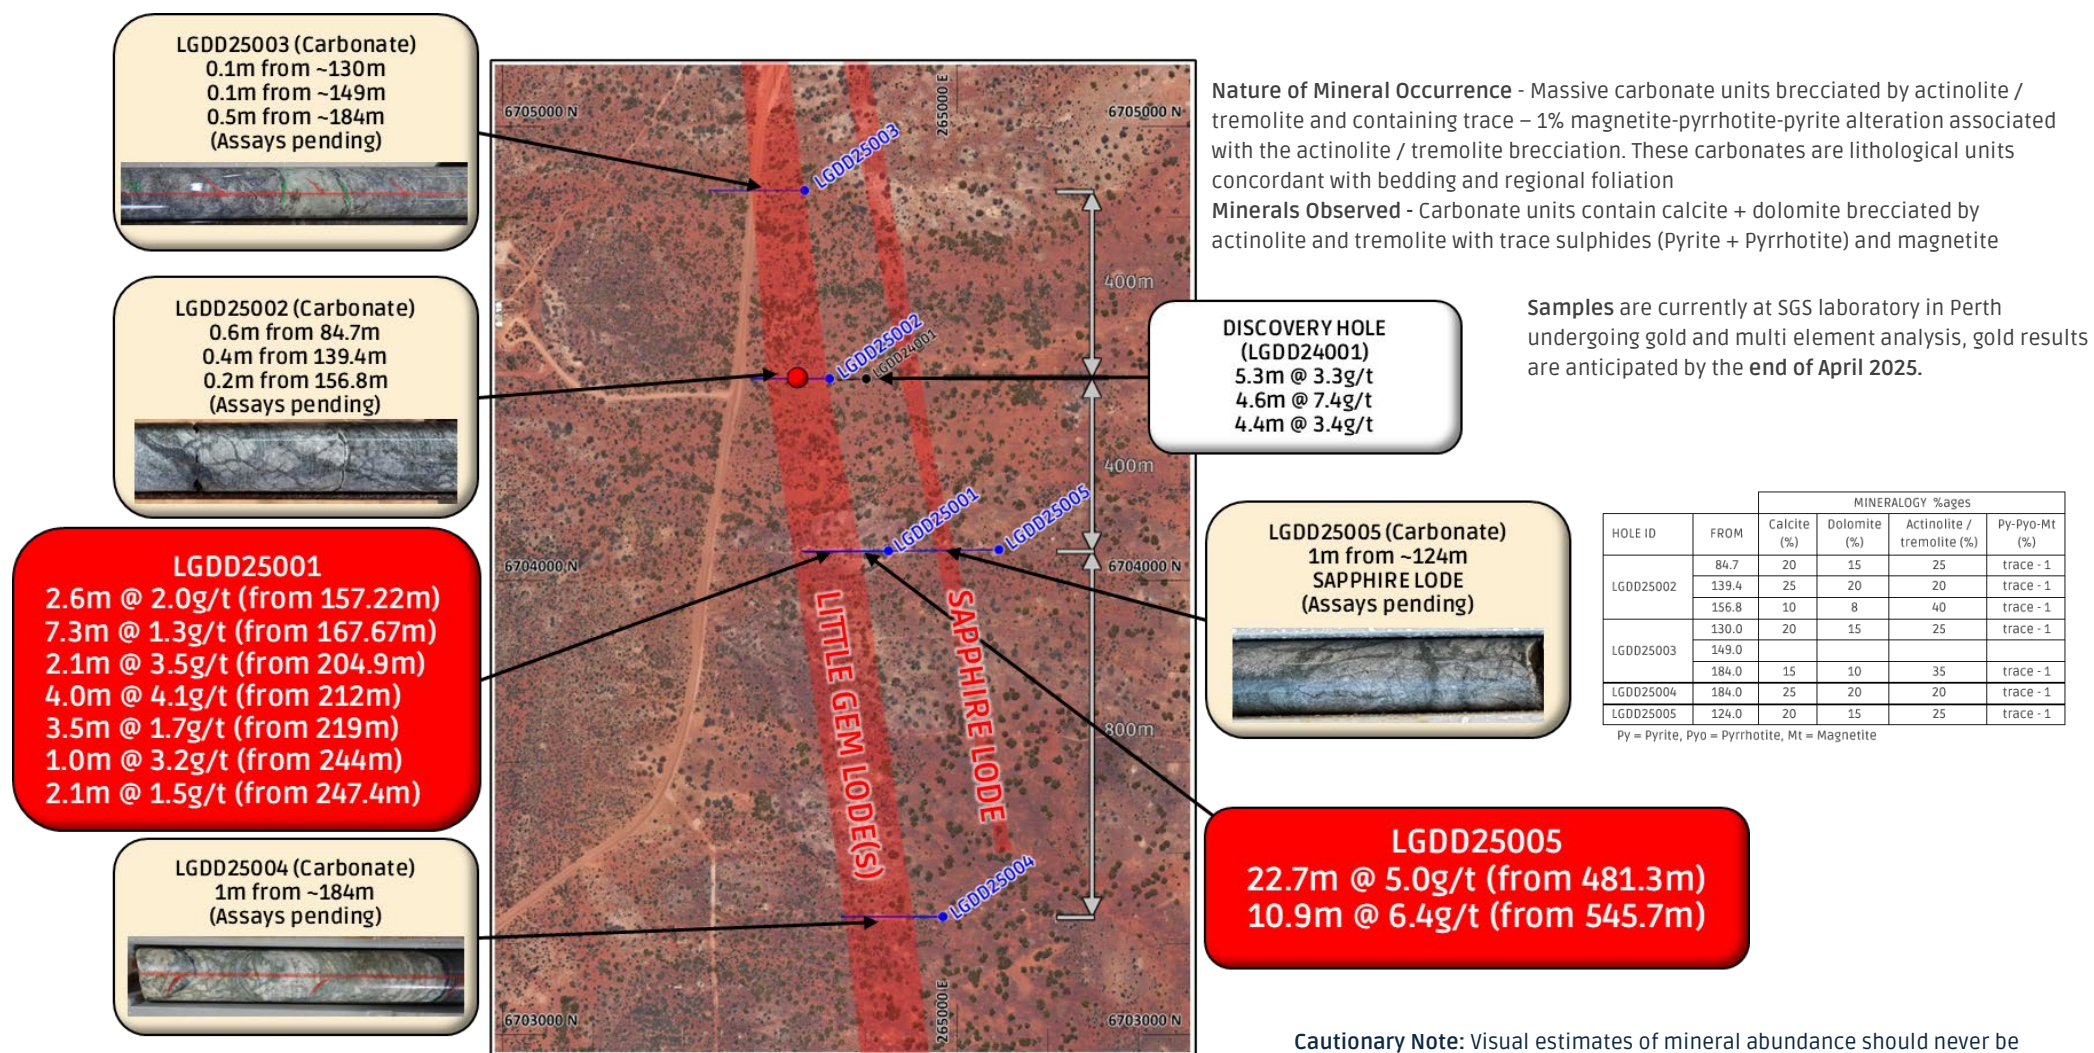 LGDD25003 (Carbonate)
0.1m from ~130m
0.1m from ~149m
0.5m from ~184m
(Assays pending)
LGDD25002 (Carbonate)
0.6m from 84.7m
0.4m from 139.4m
0.2m from 156.8m
(Assays pending)
LGDD25001
2.6m @ 2.0g/t (from 157.22m)
7.3m @ 1.3g/t (from 167.67m)
2.1m @ 3.5g/t (from 204.9m)
4.0m @ 4.1g/t (from 212m)
3.5m @ 1.7g/t (from 219m)
1.0m @ 3.2g/t (from 244m)
2.1m @ 1.5g/t (from 247.4m)
LGDD25004 (Carbonate)
1m from ~184m
(Assays pending)
6705000 N
265000 E
6705000 N
LGDD25003
400m
LGDD25002
LGDD24001
400m
LGDD25001
LGDD25005
6704000 N
6704000 N
LITTLE GEM LODE(S)
SAPPHIRE LODE
800m
LGDD25004
6703000 N
265000 E
6703000 N
Nature of Mineral Occurrence - Massive carbonate units brecciated by actinolite /
tremolite and containing trace – 1% magnetite-pyrrhotite-pyrite alteration associated
with the actinolite / tremolite brecciation. These carbonates are lithological units
concordant with bedding and regional foliation
Minerals Observed - Carbonate units contain calcite + dolomite brecciated by
actinolite and tremolite with trace sulphides (Pyrite + Pyrrhotite) and magnetite
DISCOVERY HOLE
(LGDD24001)
5.3m @ 3.3g/t
4.6m @ 7.4g/t
4.4m @ 3.4g/t
Samples are currently at SGS laboratory in Perth
undergoing gold and multi element analysis, gold results
are anticipated by the end of April 2025.
LGDD25005 (Carbonate)
1m from ~124m
SAPPHIRE LODE
(Assays pending)
MINERALOGY %ages
HOLE ID FROM Calcite (%) Dolomite (%) Actinolite / tremolite (%) Py-Pyo-Mt (%)
LGDD25002 84.7 20 15 25 trace - 1
139.4 25 20 20 trace - 1
156.8 10 8 40 trace - 1
LGDD25003 130.0 20 15 25 trace - 1
149.0
184.0 15 10 35 trace - 1
LGDD25004 184.0 25 20 20 trace - 1
LGDD25005 124.0 20 15 25 trace - 1
Py = Pyrite, Pyo = Pyrrhotite, Mt = Magnetite
LGDD25005
22.7m @ 5.0g/t (from 481.3m)
10.9m @ 6.4g/t (from 545.7m)
Cautionary Note: Visual estimates of mineral abundance should never be